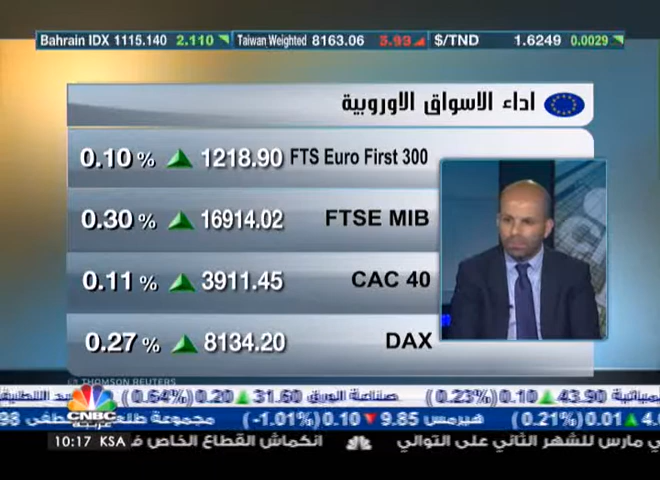 Bahrain IDX 1115.140 2.110 Taiwan Weighted 8163.06 3.93 $/TND 1.6249 0.0029
اداء الاسواق الاوروبية
0.10 % 1218.90 FTS Euro First 300
0.30 % 16914.02 FTSE MIB
0.11 % 3911.45 CAC 40
0.27 % 8134.20 DAX
THOMSON REUTERS
صناعة الورق 31.60 0.20 (0.64%)
43.90 0.10 (0.23%)
هيرميس 9.85 0.10 (-1.01%) مجموعة طلعت
0.01 (0.21%)
CNBC
عربية
10:17 KSA
ي مارس للشهر الثاني على التوالي
انكماش القطاع الخاص ف